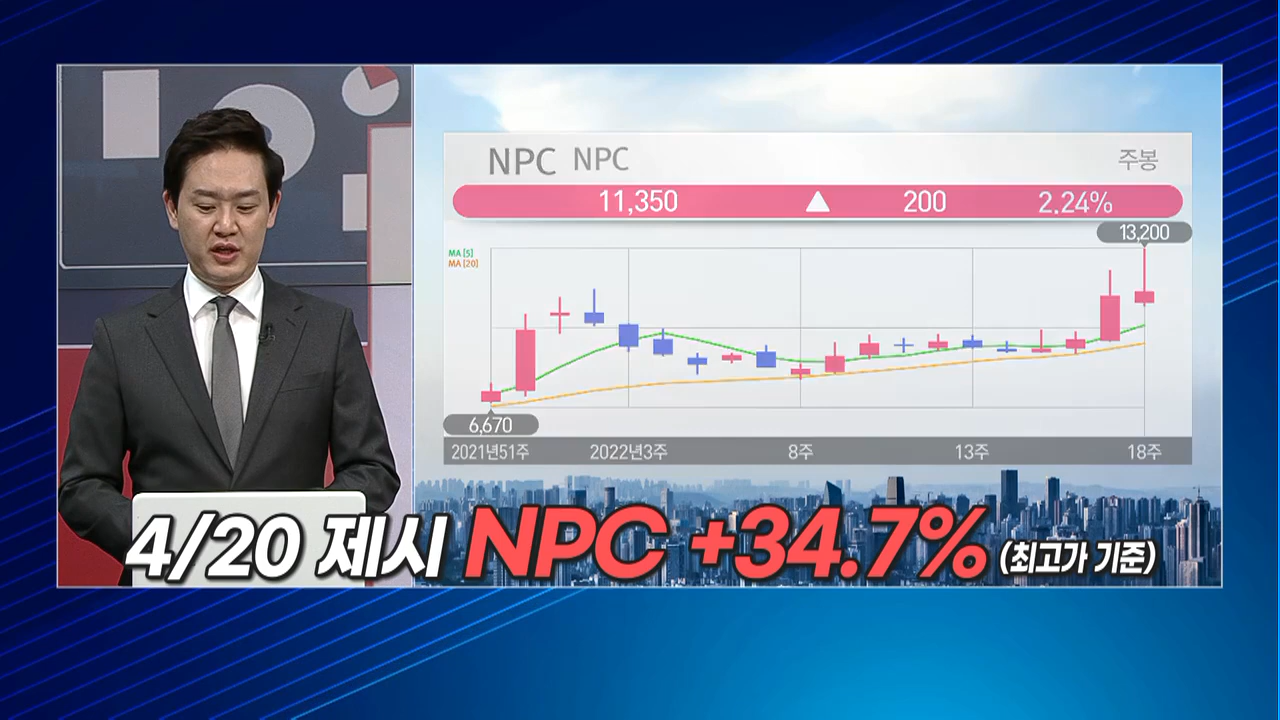 NPC NPC 주봉
11,350 ▲ 200 2.24%
13,200
MA [5]
MA [20]
6,670
2021년51주 2022년3주 8주 13주 18주
4/20 제시 NPC +34.7% (최고가 기준)